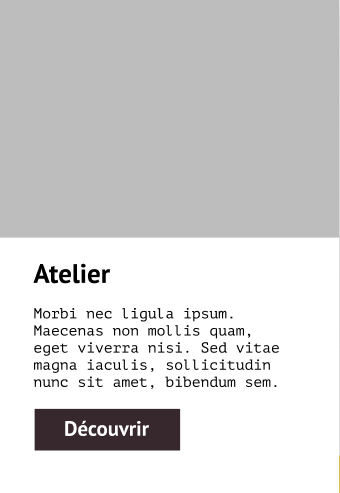 Atelier
Morbi nec ligula ipsum.
Maecenas non mollis quam,
eget viverra nisi. Sed vitae
magna iaculis, sollicitudin
nunc sit amet, bibendum sem.
Découvrir